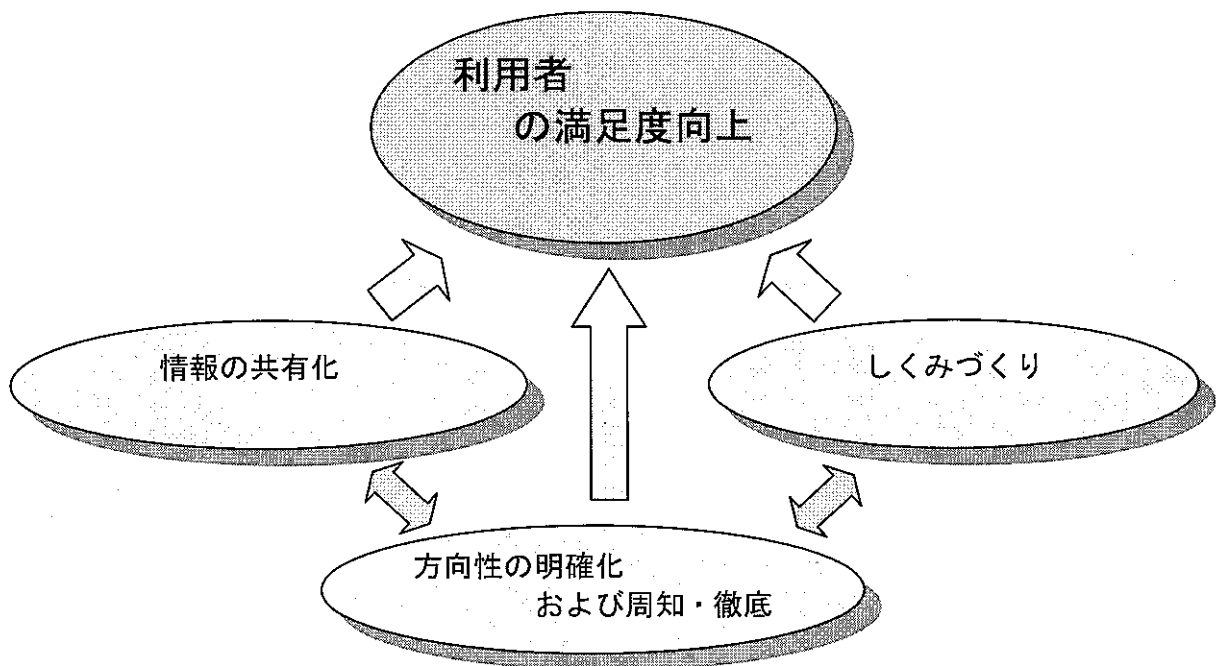 利用者
の満足度向上
情報の共有化
しくみづくり
方向性の明確化
および周知・徹底